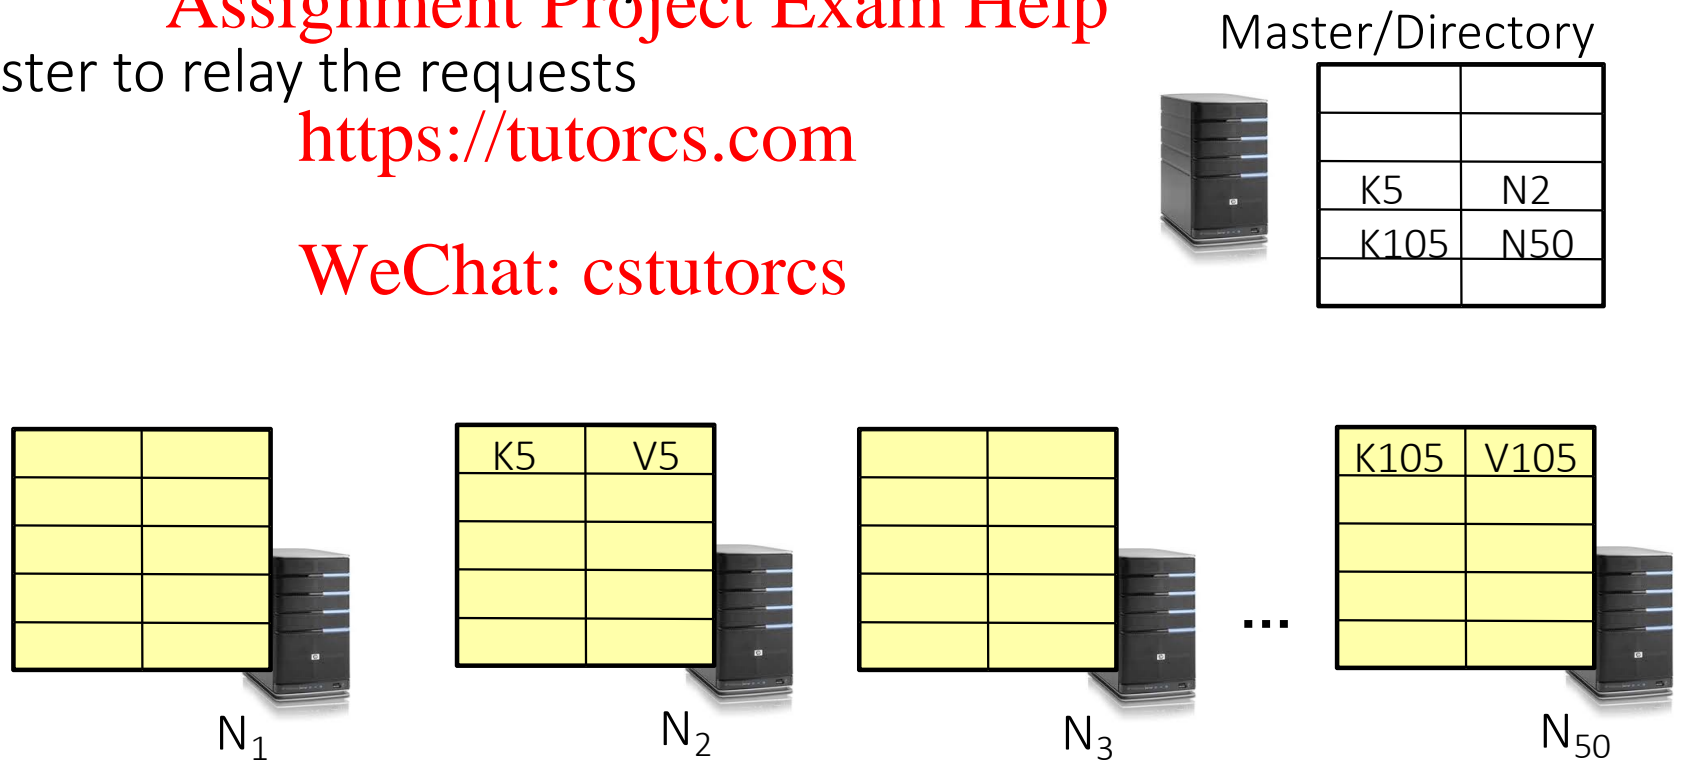 Assignment Project Exam Help
Master/Directory
ster to relay the requests
https://tutorcs.com
K5 N2
WeChat: cstutorcs
K105 N50
K5 V5
K105 V105
...
N1
N2
N3
N50